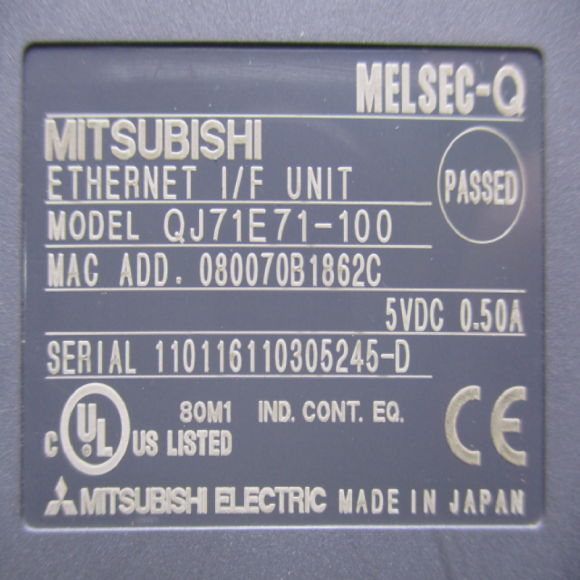 MELSEC-Q
MITSUBISHI
ETHERNET I/F UNIT
PASSED
MODEL QJ71E71-100
MAC ADD. 080070B1862C
5VDC 0.50A
SERIAL 110116110305245-D
80M1 IND. CONT. EQ.
C UL US LISTED
CE
MITSUBISHI ELECTRIC MADE IN JAPAN